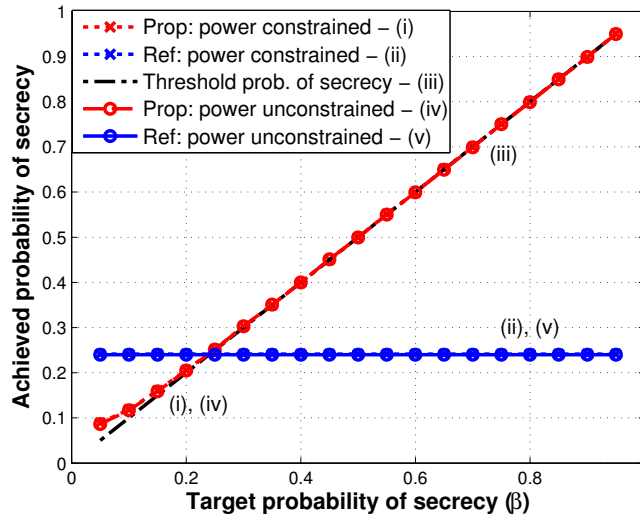 Prop: power constrained – (i)
Ref: power constrained – (ii)
Threshold prob. of secrecy – (iii)
Prop: power unconstrained – (iv)
Ref: power unconstrained – (v)
1
0.9
0.8
0.7
0.6
0.5
0.4
0.3
0.2
0.1
0
Achieved probability of secrecy
(iii)
(ii), (v)
(i), (iv)
0 0.2 0.4 0.6 0.8
Target probability of secrecy (β)